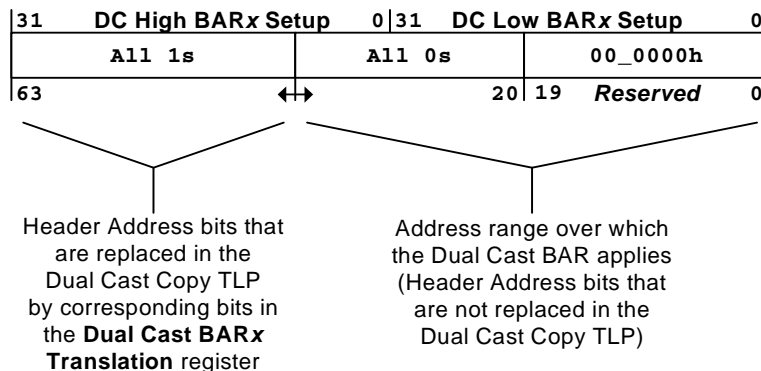 31 DC High BARx Setup 0 31 DC Low BARx Setup 0
All 1s All 0s 00_0000h
63 20 19 Reserved 0
Header Address bits that
are replaced in the
Dual Cast Copy TLP
by corresponding bits in
the Dual Cast BARx
Translation register
Address range over which
the Dual Cast BAR applies
(Header Address bits that
are not replaced in the
Dual Cast Copy TLP)